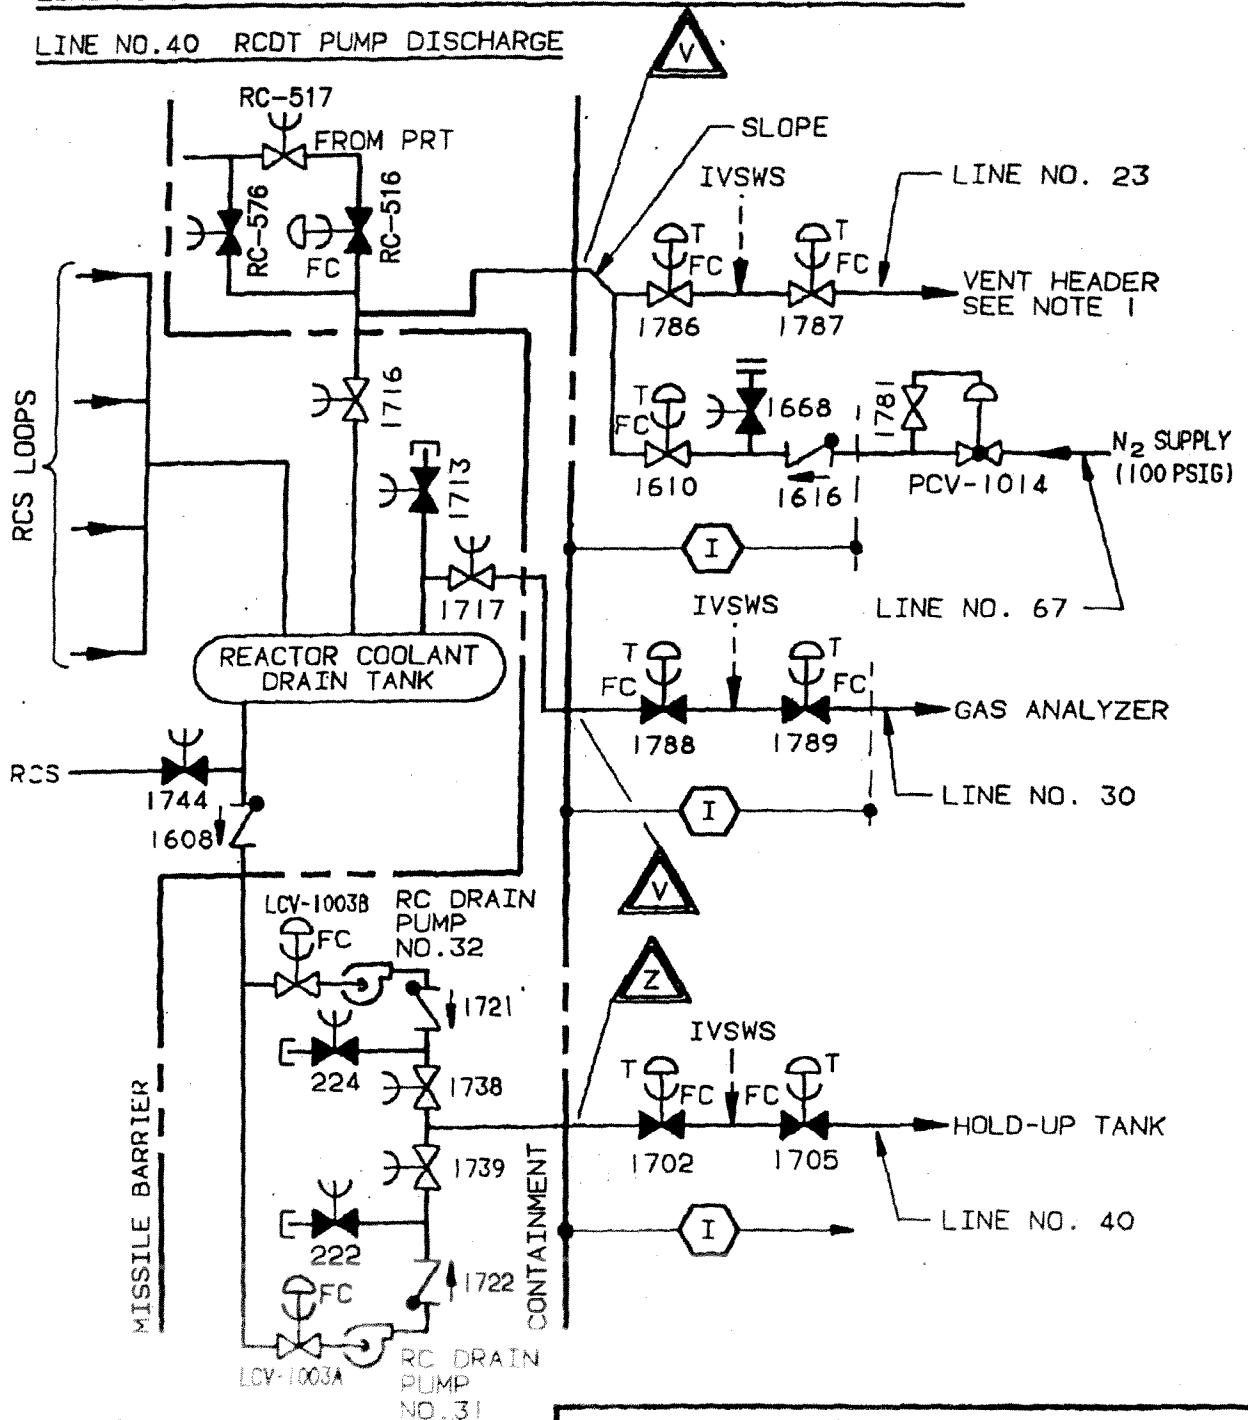 LINE NO.40 RCDT PUMP DISCHARGE
V
RC-517
FROM PRT
SLOPE
IVSWS
LINE NO. 23
RC-576
RC-516
FC
T
FC
T
FC
VENT HEADER
SEE NOTE 1
1786
1787
RCS LOOPS
1716
T
FC
1668
1781
N2 SUPPLY
(100 PSIG)
1713
1610
1616
PCV-1014
I
1717
IVSWS
LINE NO. 67
REACTOR COOLANT
DRAIN TANK
T
FC
T
FC
GAS ANALYZER
1788
1789
RCS
1744
1608
I
LINE NO. 30
V
LCV-1003B
FC
RC DRAIN
PUMP
NO.32
Z
1721
IVSWS
224
1738
T
FC
FC
T
HOLD-UP TANK
1702
1705
1739
MISSILE BARRIER
CONTAINMENT
222
I
LINE NO. 40
FC
1722
LCV-1003A
RC DRAIN
PUMP
NO.31